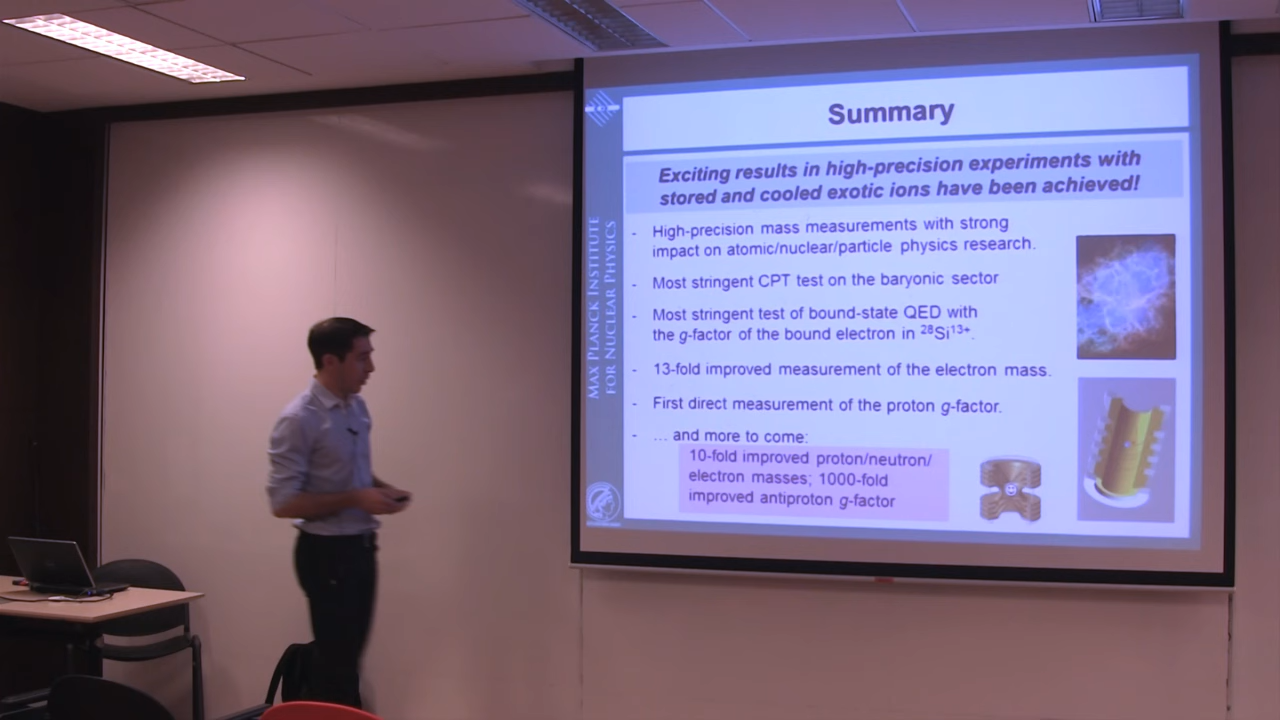 Summary
Exciting results in high-precision experiments with
stored and cooled exotic ions have been achieved!
- High-precision mass measurements with strong
impact on atomic/nuclear/particle physics research.
- Most stringent CPT test on the baryonic sector
- Most stringent test of bound-state QED with
the g-factor of the bound electron in ²⁸Si¹³⁺.
- 13-fold improved measurement of the electron mass.
- First direct measurement of the proton g-factor.
- … and more to come:
10-fold improved proton/neutron/
electron masses; 1000-fold
improved antiproton g-factor
MAX PLANCK INSTITUTE
FOR NUCLEAR PHYSICS